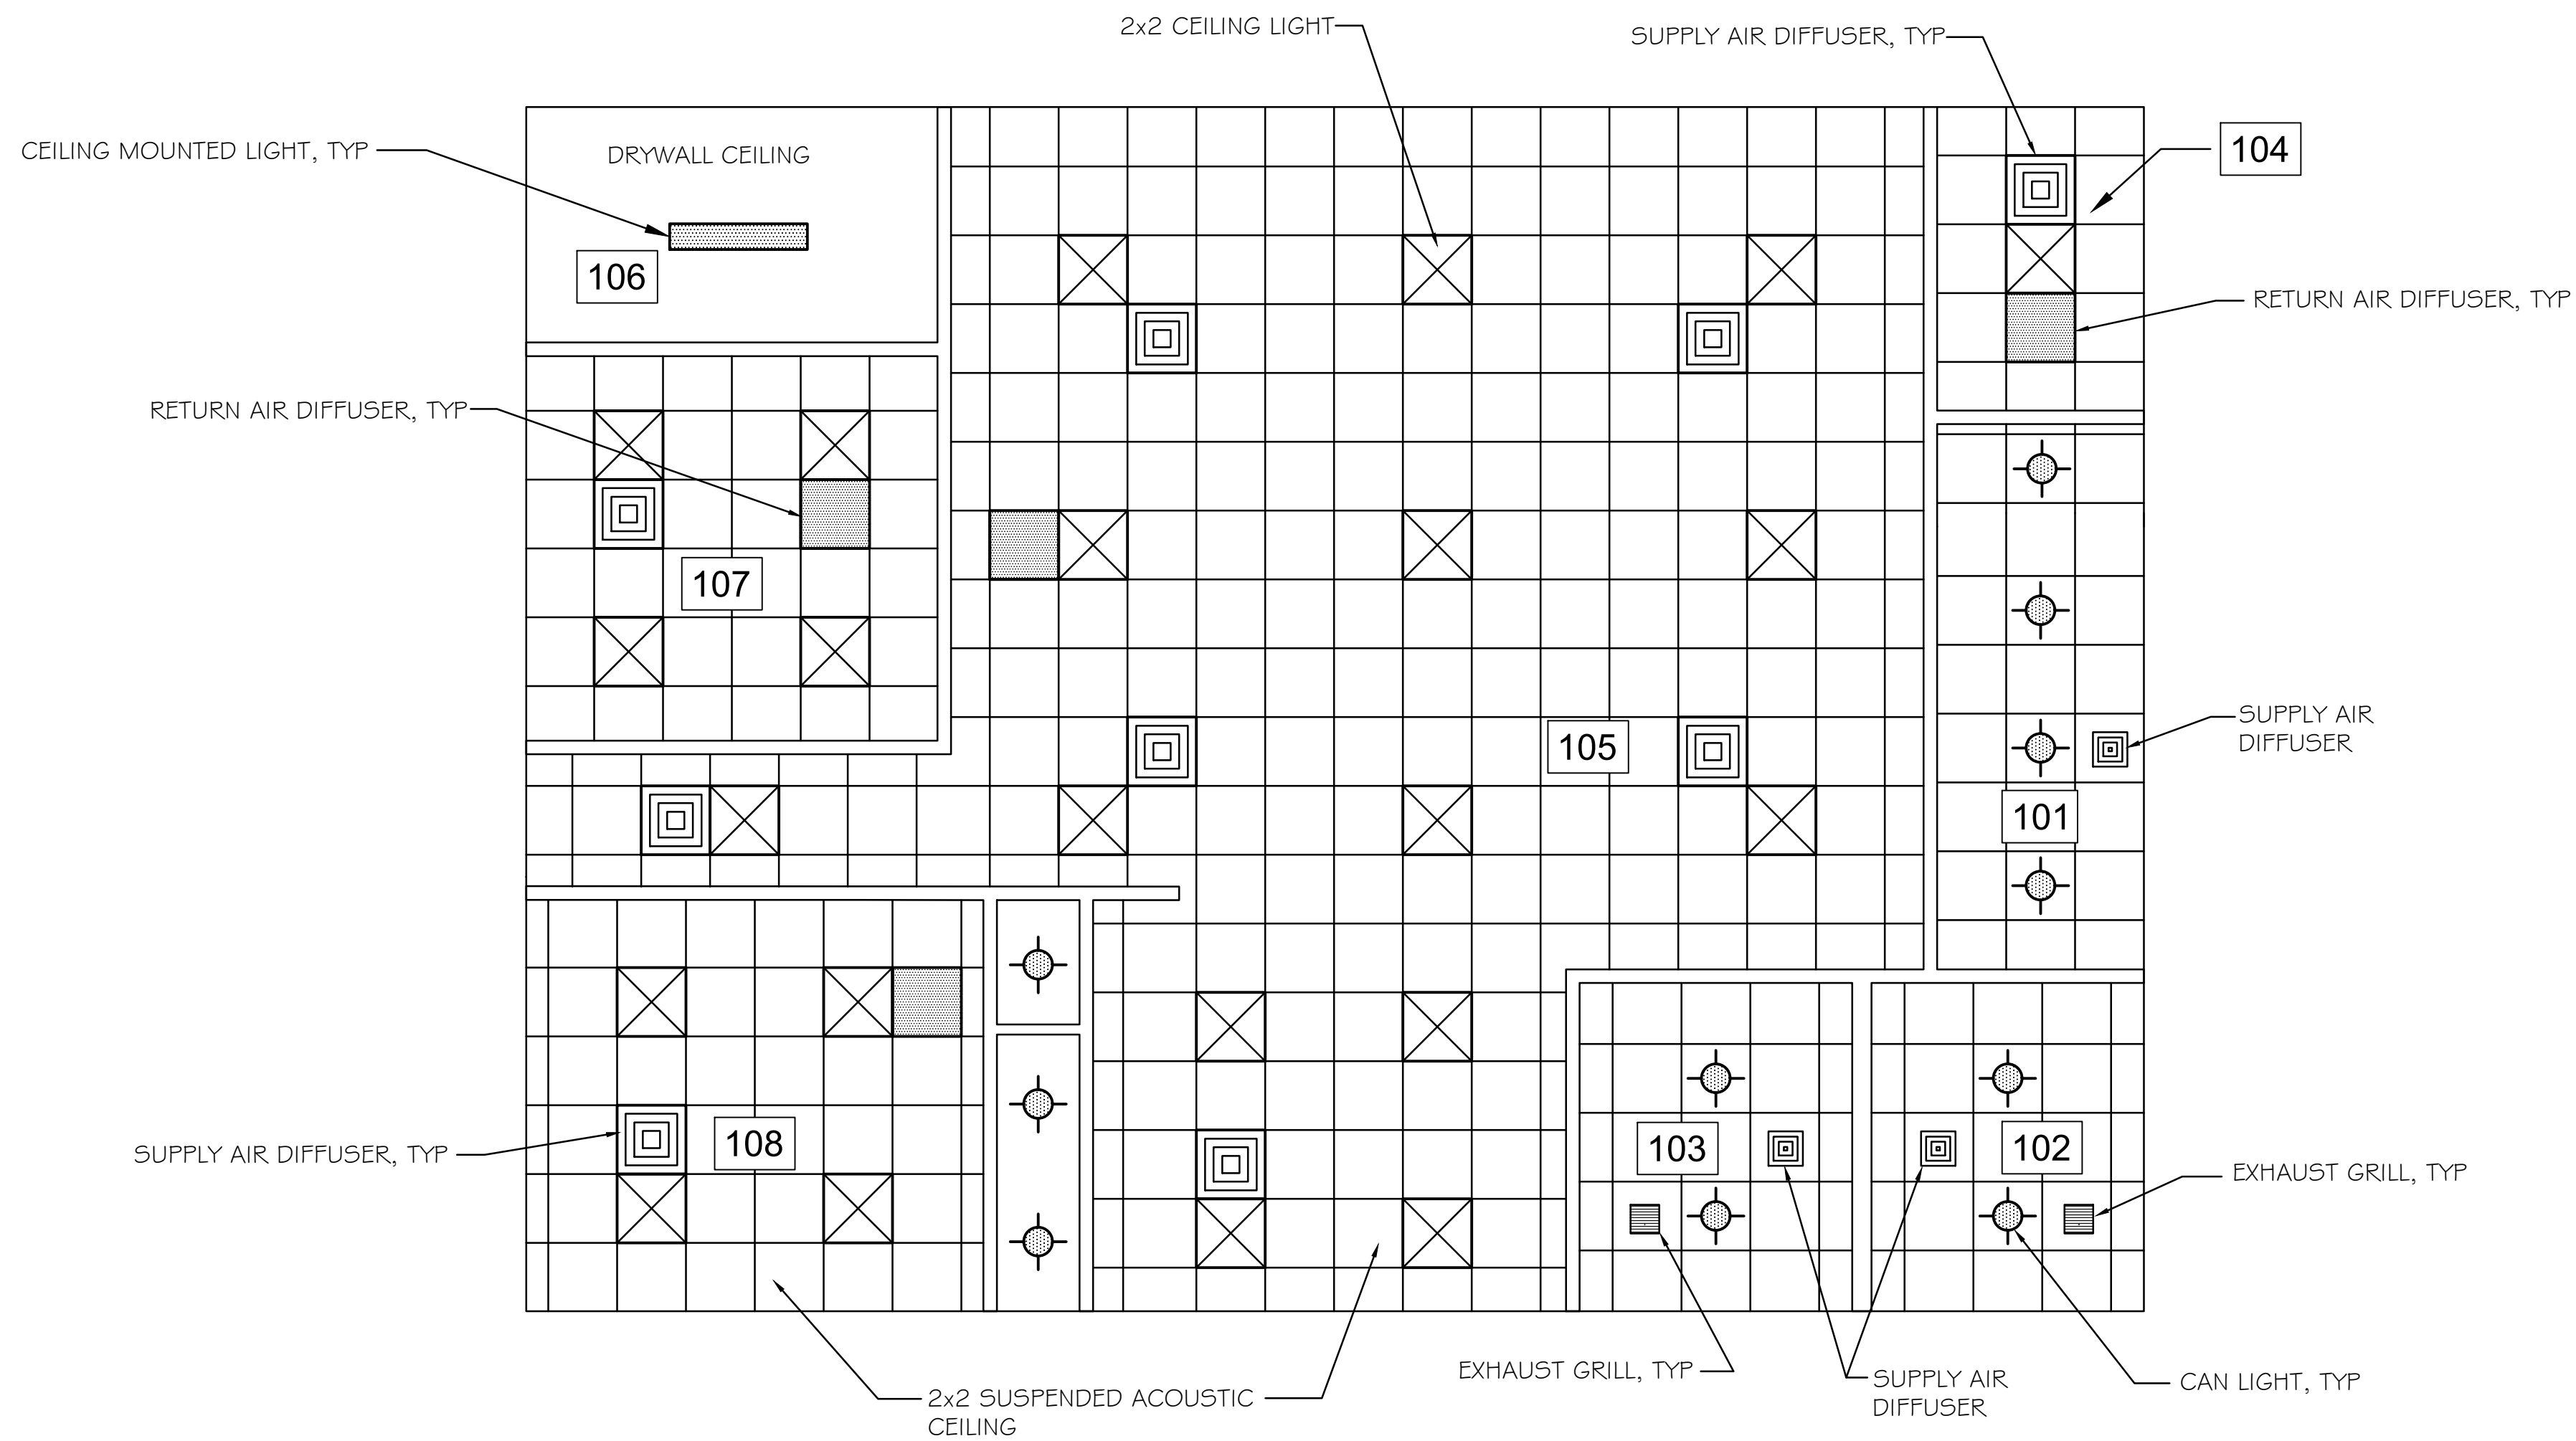 2x2 CEILING LIGHT
SUPPLY AIR DIFFUSER, TYP
CEILING MOUNTED LIGHT, TYP
DRYWALL CEILING
104
106
RETURN AIR DIFFUSER, TYP
RETURN AIR DIFFUSER, TYP
107
105
SUPPLY AIR
DIFFUSER
101
108
SUPPLY AIR DIFFUSER, TYP
103
102
EXHAUST GRILL, TYP
EXHAUST GRILL, TYP
2x2 SUSPENDED ACOUSTIC
CEILING
SUPPLY AIR
DIFFUSER
CAN LIGHT, TYP